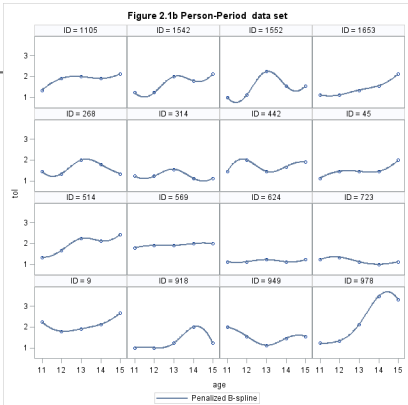 Figure 2.1b Person-Period data set
ID = 1105 ID = 1542 ID = 1552 ID = 1653
3
2
1
ID = 268 ID = 314 ID = 442 ID = 45
3
2
1
ID = 514 ID = 569 ID = 624 ID = 723
3
2
1
ID = 9 ID = 918 ID = 949 ID = 978
3
2
1
tol
11 12 13 14 15 11 12 13 14 15 11 12 13 14 15 11 12 13 14 15
age
Penalized B-spline